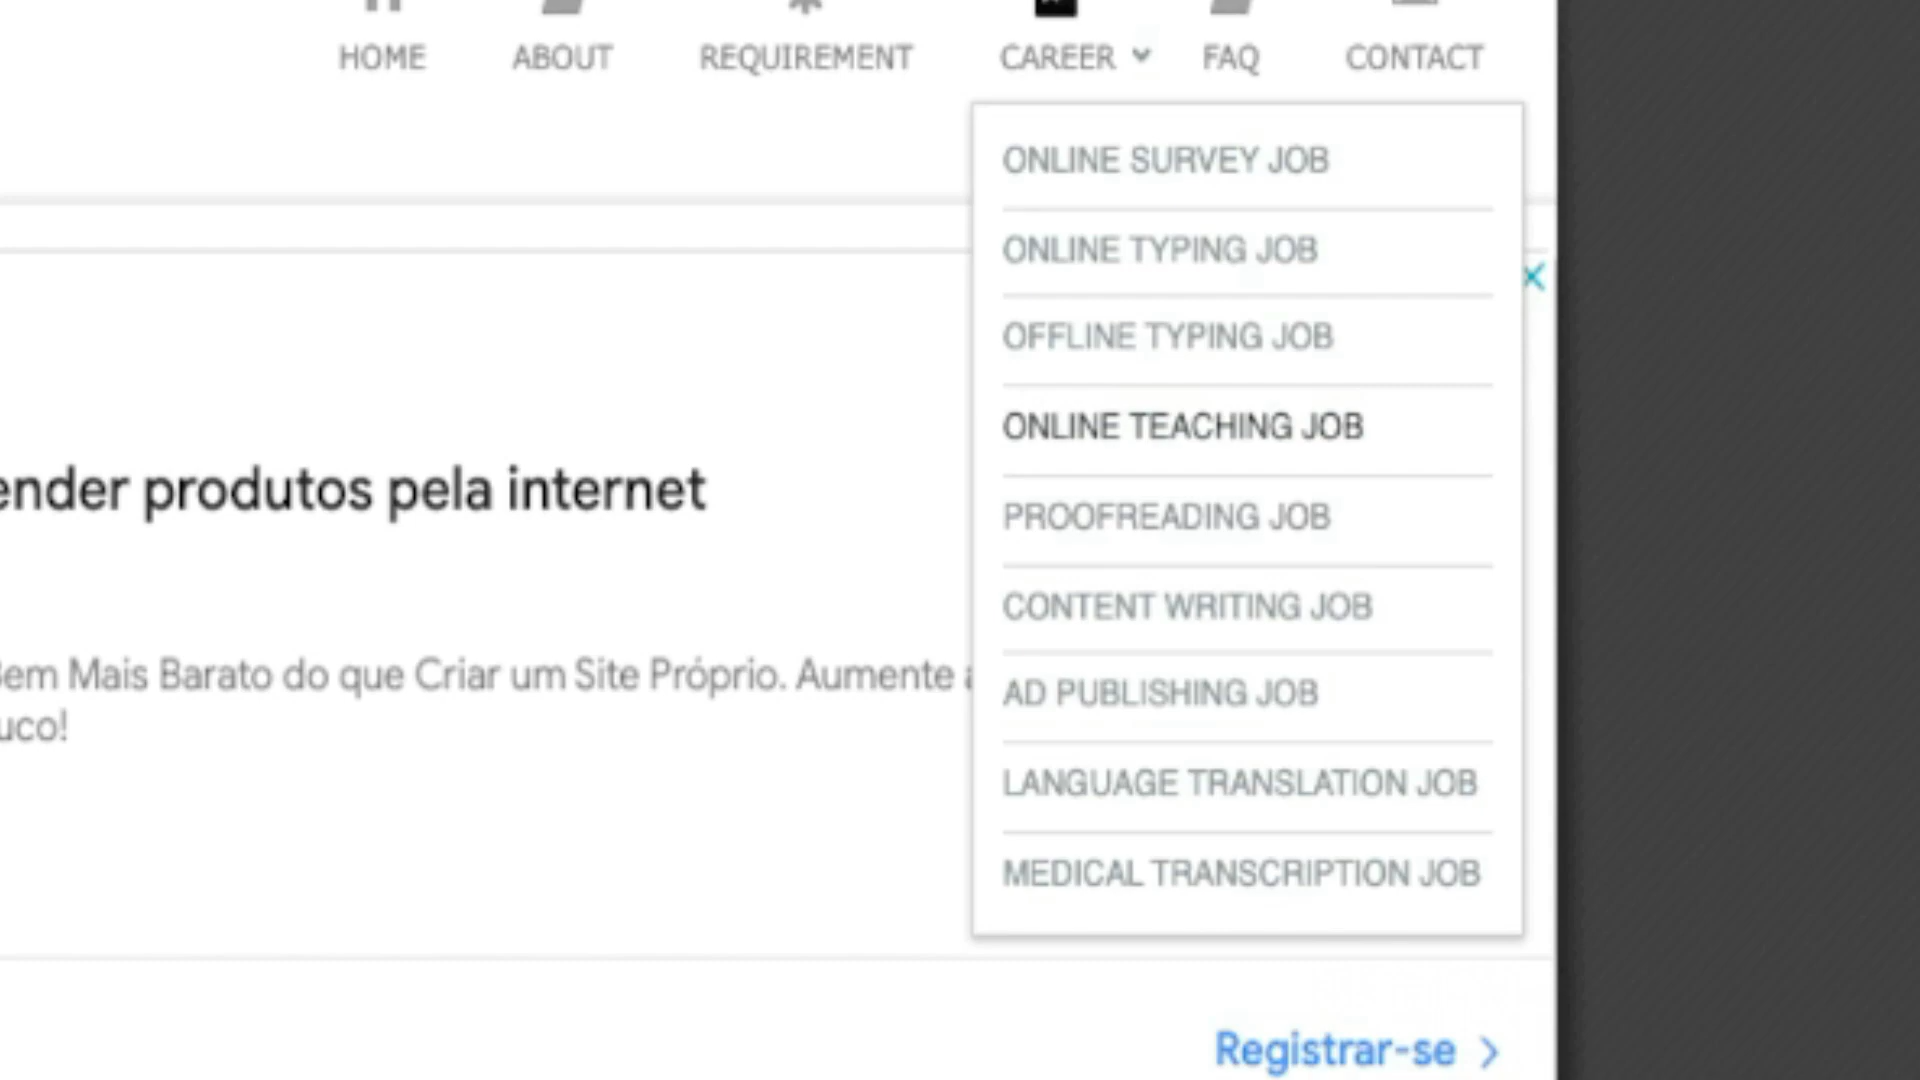 HOME ABOUT REQUIREMENT CAREER FAQ CONTACT
ONLINE SURVEY JOB
ONLINE TYPING JOB
OFFLINE TYPING JOB
ONLINE TEACHING JOB
PROOFREADING JOB
CONTENT WRITING JOB
AD PUBLISHING JOB
LANGUAGE TRANSLATION JOB
MEDICAL TRANSCRIPTION JOB
ender produtos pela internet
Bem Mais Barato do que Criar um Site Próprio. Aumente a
uco!
Registrar-se